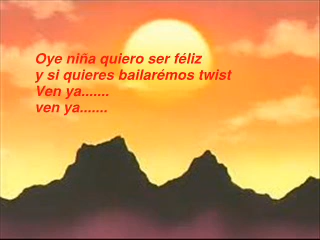 Oye niña quiero ser féliz
y si quieres bailarémos twist
Ven ya.......
ven ya.......